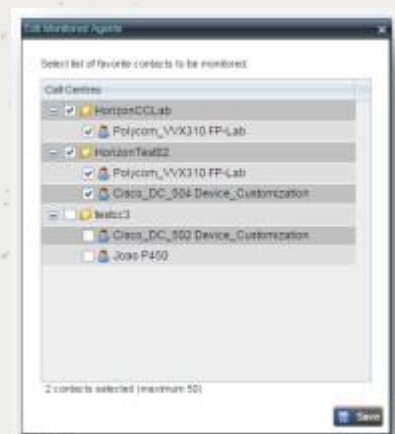 Edit Monitored Agents
Select list of favorite contacts to be monitored:
Call Centres
HorizonCCLab
Polycom_VVX310 FP-Lab
HorizonTest02
Polycom_VVX310 FP-Lab
Cisco_DC_504 Device_Customization
testcc3
Cisco_DC_502 Device_Customization
Joao P450
2 contacts selected (maximum 50)
Save